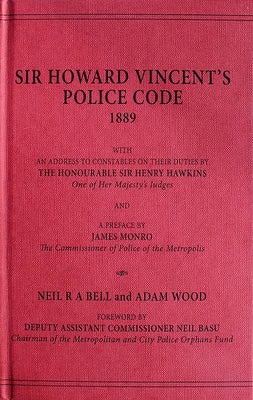 SIR HOWARD VINCENT'S
POLICE CODE
1889
WITH
AN ADDRESS TO CONSTABLES ON THEIR DUTIES BY
THE HONOURABLE SIR HENRY HAWKINS
One of Her Majesty's Judges
AND
A PREFACE BY
JAMES MONRO
The Commissioner of Police of the Metropolis
NEIL R A BELL and ADAM WOOD
FOREWORD BY
DEPUTY ASSISTANT COMMISSIONER NEIL BASU
Chairman of the Metropolitan and City Police Orphans Fund